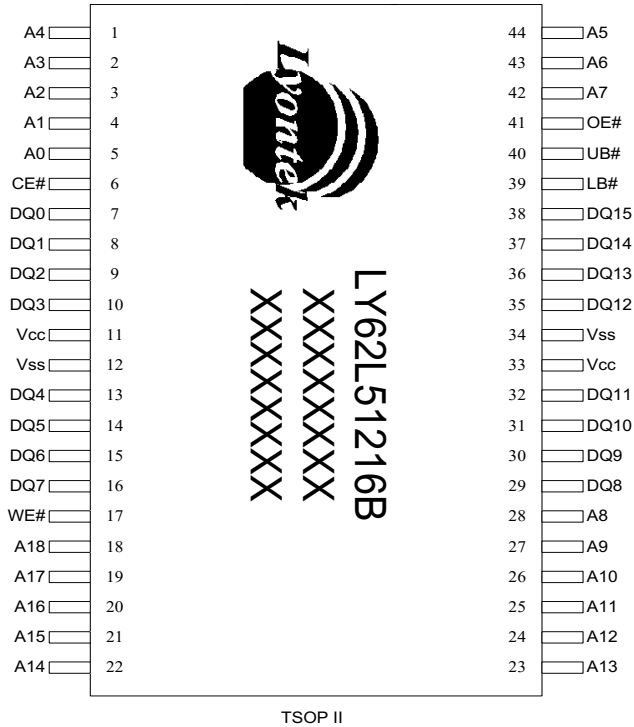 A4 1 44 A5
A3 2 43 A6
A2 3 42 A7
A1 4 41 OE#
A0 5 40 UB#
CE# 6 39 LB#
DQ0 7 38 DQ15
DQ1 8 37 DQ14
DQ2 9 36 DQ13
DQ3 10 35 DQ12
Vcc 11 34 Vss
Vss 12 33 Vcc
DQ4 13 32 DQ11
DQ5 14 31 DQ10
DQ6 15 30 DQ9
DQ7 16 29 DQ8
WE# 17 28 A8
A18 18 27 A9
A17 19 26 A10
A16 20 25 A11
A15 21 24 A12
A14 22 23 A13
Lyontek
LY62L51216B
XXXXXXXX
XXXXXXXX
TSOP II